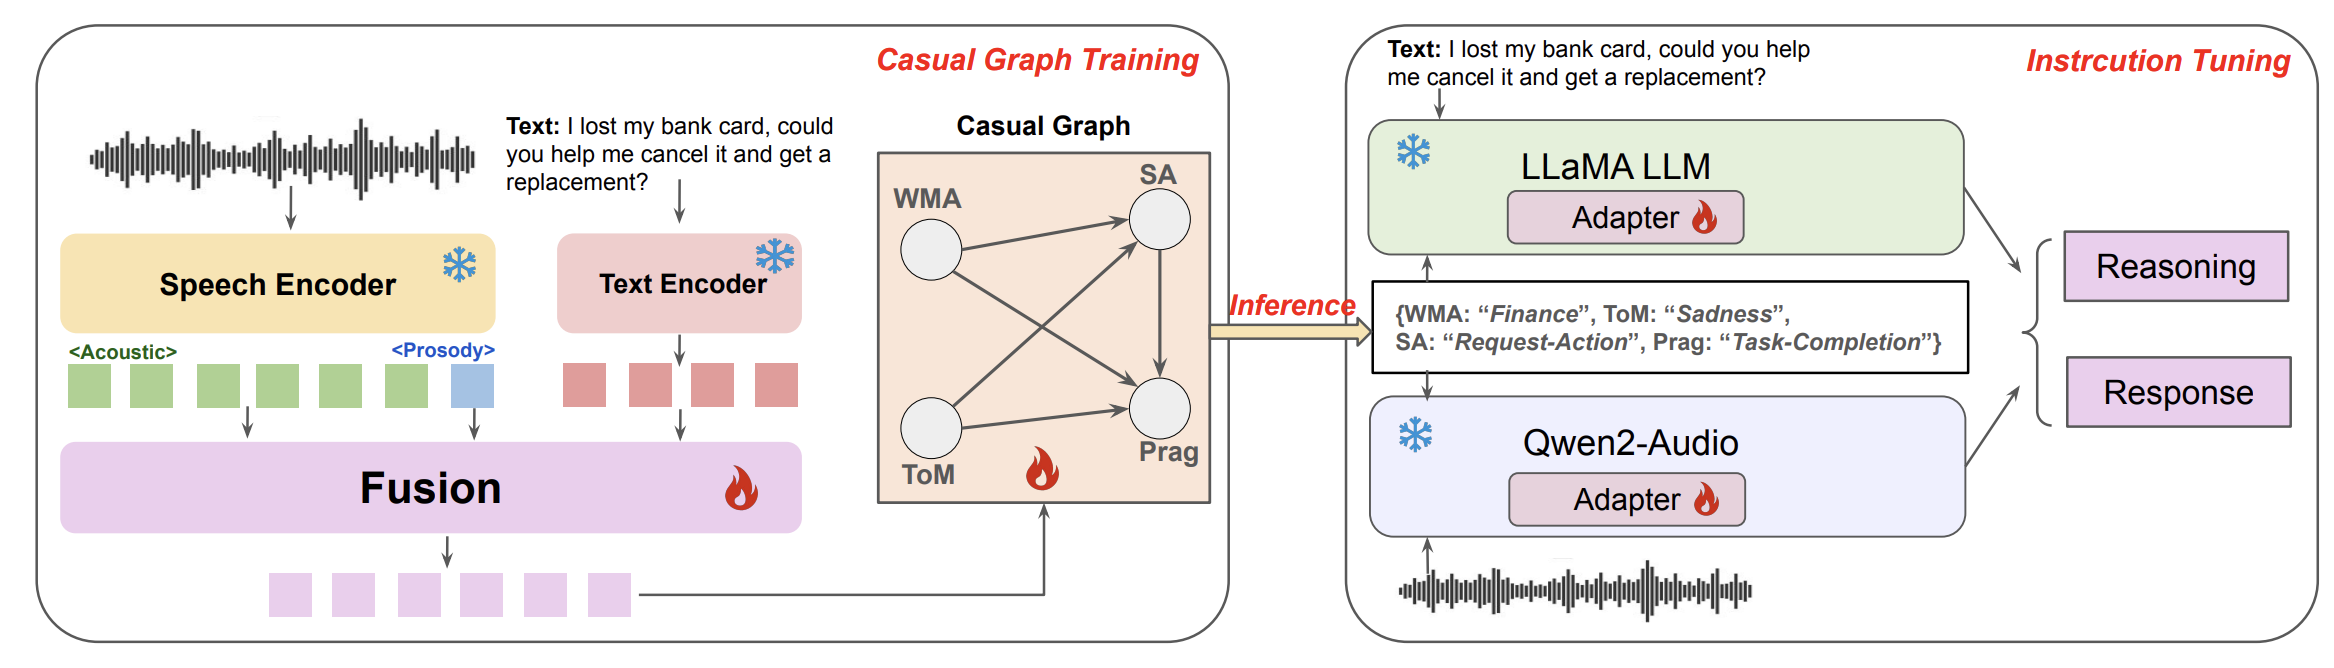 Casual Graph Training
Text: I lost my bank card, could
you help me cancel it and get a
replacement?
Speech Encoder
Text Encoder
<Acoustic>
<Prosody>
Fusion
Casual Graph
WMA
SA
ToM
Prag
Inference
Instrcution Tuning
Text: I lost my bank card, could you help
me cancel it and get a replacement?
LLaMA LLM
Adapter
{WMA: “Finance”, ToM: “Sadness”,
SA: “Request-Action”, Prag: “Task-Completion”}
Qwen2-Audio
Adapter
Reasoning
Response